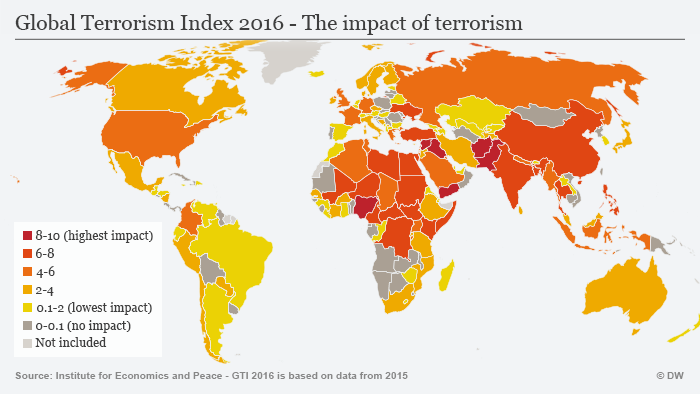 Global Terrorism Index 2016 - The impact of terrorism
8-10 (highest impact)
6-8
4-6
2-4
0.1-2 (lowest impact)
0-0.1 (no impact)
Not included
Source: Institute for Economics and Peace - GTI 2016 is based on data from 2015
© DW